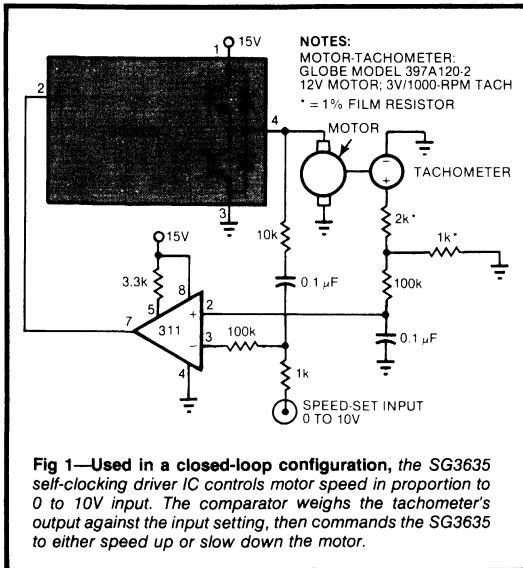 15V
1
NOTES:
MOTOR-TACHOMETER:
GLOBE MODEL 397A120-2
12V MOTOR; 3V/1000-RPM TACH
* = 1% FILM RESISTOR
2
4
MOTOR
−
+
TACHOMETER
3
2k*
1k*
15V
10k
3.3k
100k
8
0.1 µF
5
2
+
7
311
0.1 µF
−
3
100k
4
1k
SPEED-SET INPUT
0 TO 10V
Fig 1—Used in a closed-loop configuration, the SG3635
self-clocking driver IC controls motor speed in proportion to
0 to 10V input. The comparator weighs the tachometer's
output against the input setting, then commands the SG3635
to either speed up or slow down the motor.